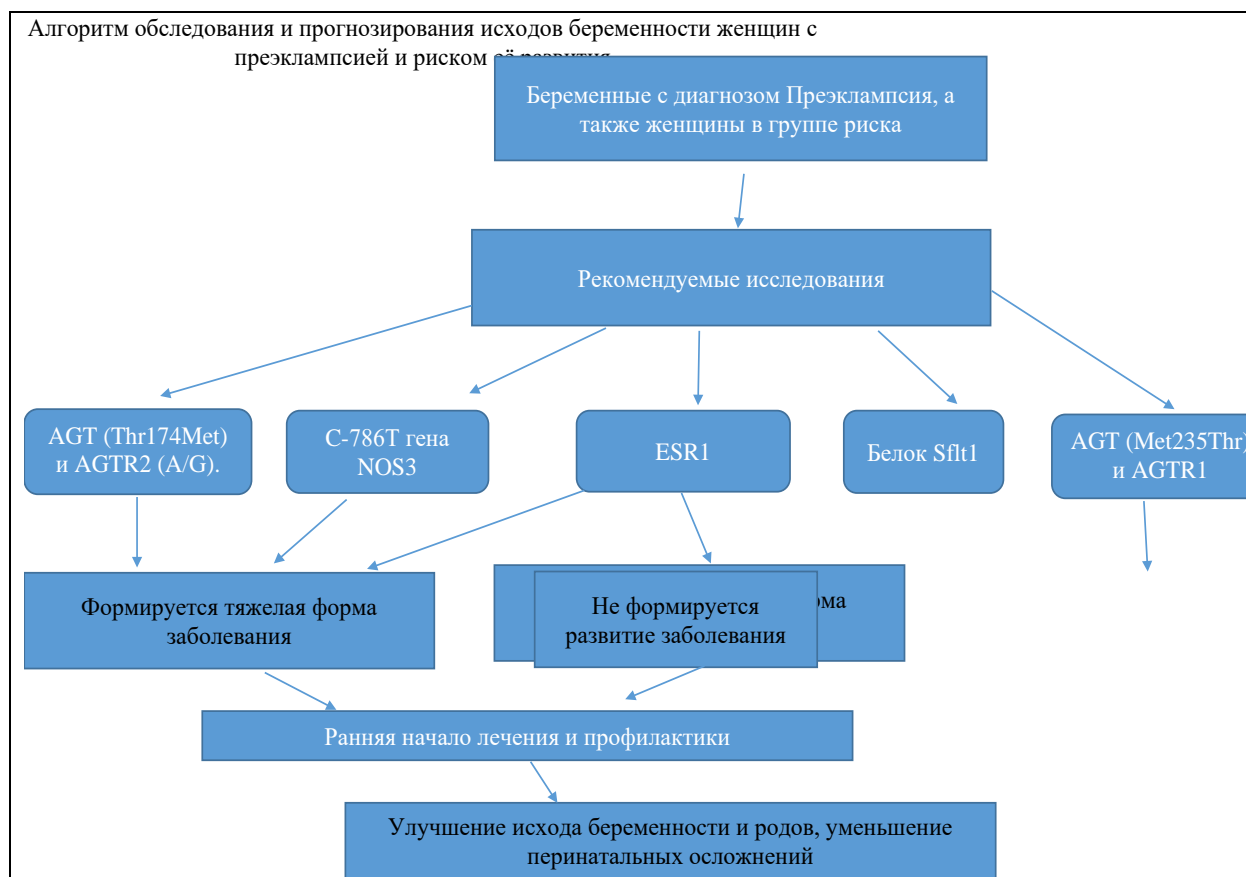 Алгоритм обследования и прогнозирования исходов беременности женщин с
преэклампсией и риском её развития
Беременные с диагнозом Преэклампсия, а
также женщины в группе риска
Рекомендуемые исследования
AGT (Thr174Met)
и AGTR2 (A/G).
C-786T гена
NOS3
ESR1
Белок Sflt1
AGT (Met235Thr)
и AGTR1
Формируется тяжелая форма
заболевания
Не формируется
развитие заболевания
Ранняя начало лечения и профилактики
Улучшение исхода беременности и родов, уменьшение
перинатальных осложнений